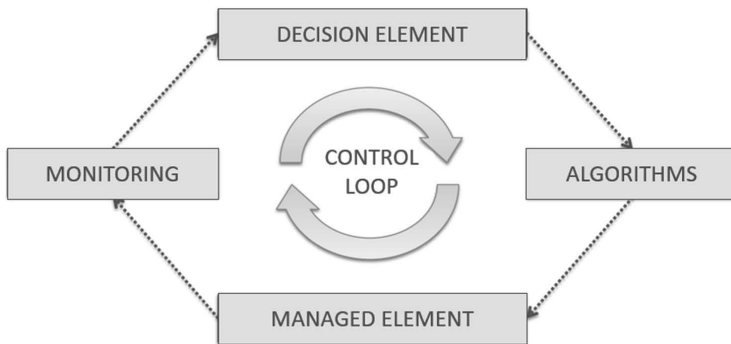 DECISION ELEMENT
MONITORING
CONTROL
LOOP
ALGORITHMS
MANAGED ELEMENT